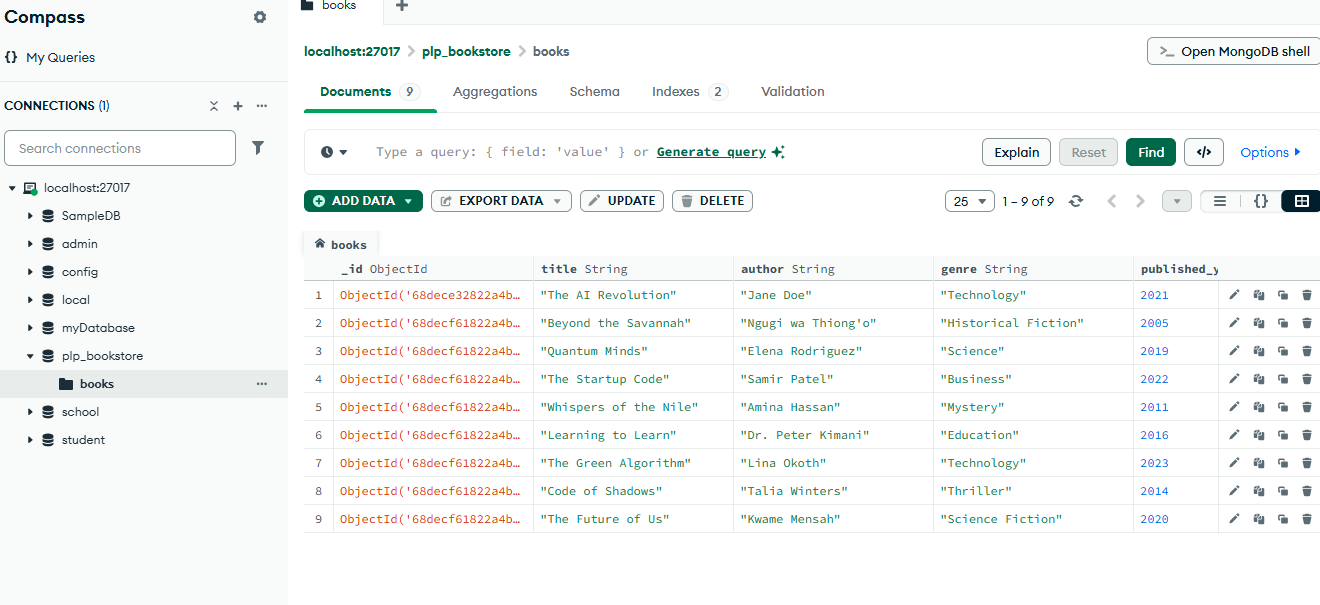 Compass
My Queries
CONNECTIONS (1)
Search connections
localhost:27017
SampleDB
admin
config
local
myDatabase
plp_bookstore
books
school
student
books
localhost:27017 > plp_bookstore > books
>_ Open MongoDB shell
Documents 9 Aggregations Schema Indexes 2 Validation
Type a query: { field: 'value' } or Generate query
Explain Reset Find </> Options
ADD DATA EXPORT DATA UPDATE DELETE
25 1 – 9 of 9 {}
books
_id ObjectId title String author String genre String published_y
1 ObjectId('68dece32822a4b… "The AI Revolution" "Jane Doe" "Technology" 2021
2 ObjectId('68decf61822a4b… "Beyond the Savannah" "Ngugi wa Thiong'o" "Historical Fiction" 2005
3 ObjectId('68decf61822a4b… "Quantum Minds" "Elena Rodriguez" "Science" 2019
4 ObjectId('68decf61822a4b… "The Startup Code" "Samir Patel" "Business" 2022
5 ObjectId('68decf61822a4b… "Whispers of the Nile" "Amina Hassan" "Mystery" 2011
6 ObjectId('68decf61822a4b… "Learning to Learn" "Dr. Peter Kimani" "Education" 2016
7 ObjectId('68decf61822a4b… "The Green Algorithm" "Lina Okoth" "Technology" 2023
8 ObjectId('68decf61822a4b… "Code of Shadows" "Talia Winters" "Thriller" 2014
9 ObjectId('68decf61822a4b… "The Future of Us" "Kwame Mensah" "Science Fiction" 2020